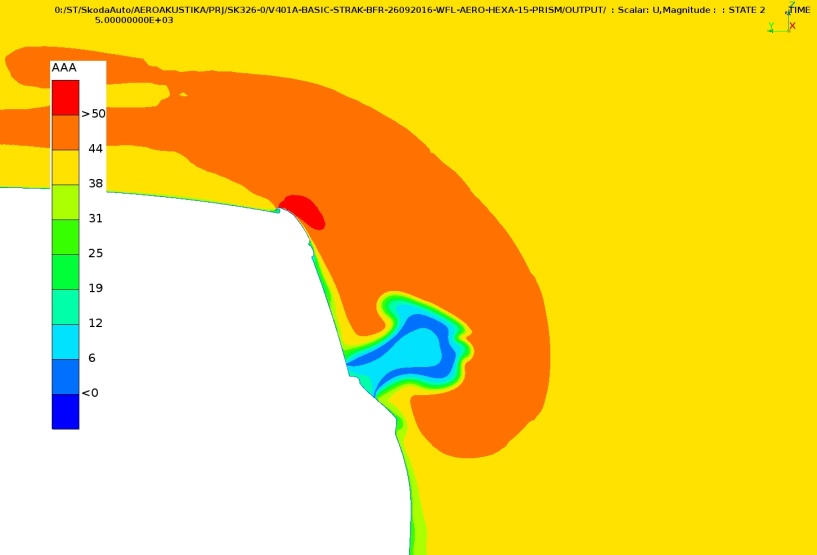 0:/ST/SkodaAuto/AEROAKUSTIKA/PRJ/SK326-0/V401A-BASIC-STRAK-BFR-26092016-WFL-AERO-HEXA-15-PRISM/OUTPUT/ : Scalar: U,Magnitude : : STATE 2 TIME
5.00000000E+03
Z
Y X
AAA
>50
44
38
31
25
19
12
6
<0